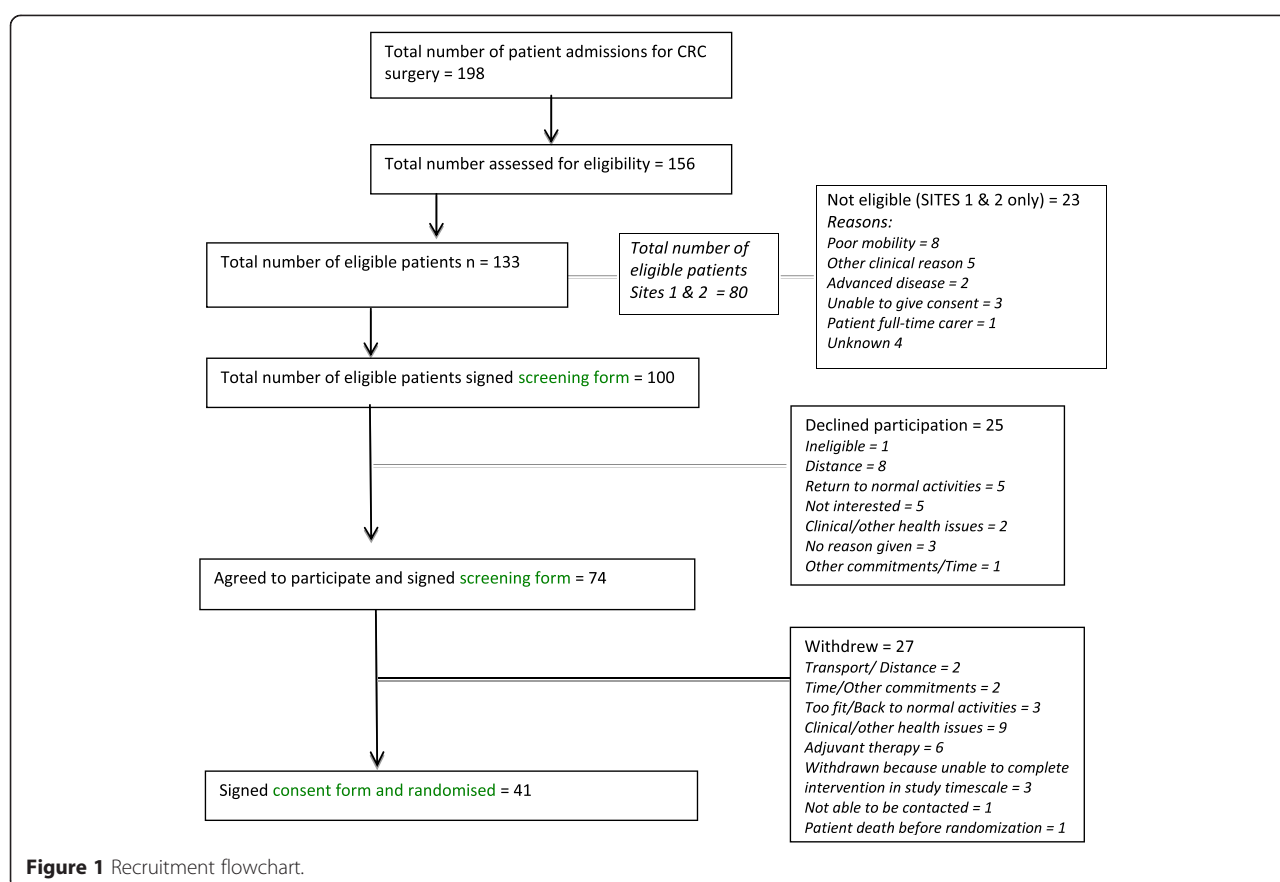 Total number of patient admissions for CRC
surgery = 198
Total number assessed for eligibility = 156
Not eligible (SITES 1 & 2 only) = 23
Reasons:
Poor mobility = 8
Other clinical reason 5
Advanced disease = 2
Unable to give consent = 3
Patient full-time carer = 1
Unknown 4
Total number of eligible patients n = 133
Total number of
eligible patients
Sites 1 & 2 = 80
Total number of eligible patients signed screening form = 100
Declined participation = 25
Ineligible = 1
Distance = 8
Return to normal activities = 5
Not interested = 5
Clinical/other health issues = 2
No reason given = 3
Other commitments/Time = 1
Agreed to participate and signed screening form = 74
Withdrew = 27
Transport/ Distance = 2
Time/Other commitments = 2
Too fit/Back to normal activities = 3
Clinical/other health issues = 9
Adjuvant therapy = 6
Withdrawn because unable to complete
intervention in study timescale = 3
Not able to be contacted = 1
Patient death before randomization = 1
Signed consent form and randomised = 41
Figure 1 Recruitment flowchart.